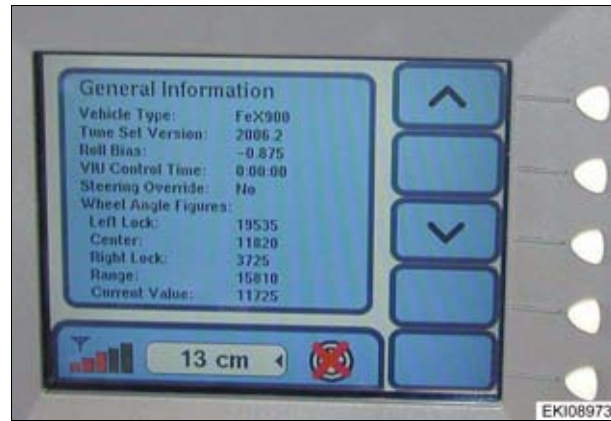 General Information
Vehicle Type: FeX900
Tune Set Version: 2006.2
Roll Bias: -0.875
VIU Control Time: 0:00:00
Steering Override: No
Wheel Angle Figures:
Left Lock: 19535
Center: 11820
Right Lock: 3725
Range: 15810
Current Value: 11725
13 cm
EKI08973